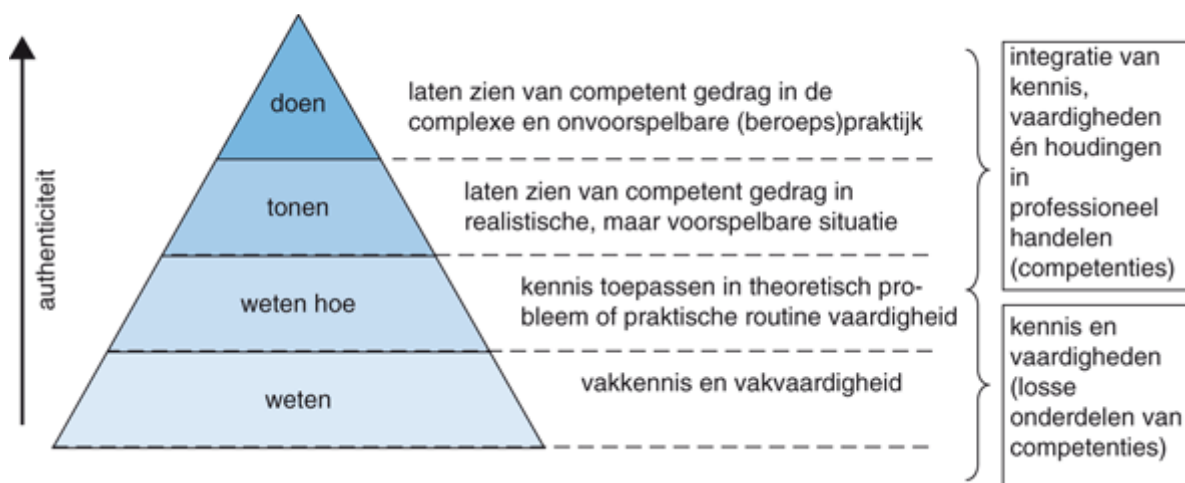 doen
laten zien van competent gedrag in de
complexe en onvoorspelbare (beroeps)praktijk
tonen
laten zien van competent gedrag in
realistische, maar voorspelbare situatie
weten hoe
kennis toepassen in theoretisch pro-
bleem of praktische routine vaardigheid
weten
vakkennis en vakvaardigheid
authenticiteit
integratie van
kennis,
vaardigheden
én houdingen
in
professioneel
handelen
(competenties)
kennis en
vaardigheden
(losse
onderdelen van
competenties)